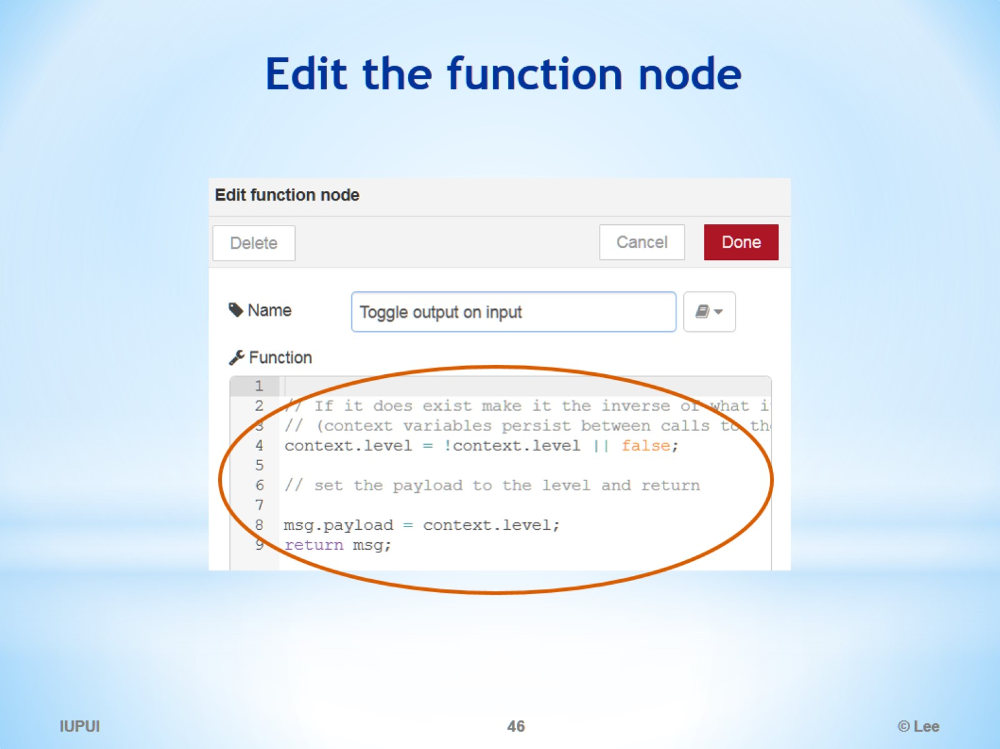 Edit the function node
Edit function node
Delete Cancel Done
Name Toggle output on input
Function
1
2 // If it does exist make it the inverse of what
3 // (context variables persist between calls to
4 context.level = !context.level || false;
5
6 // set the payload to the level and return
7
8 msg.payload = context.level;
9 return msg;
IUPUI 46 © Lee